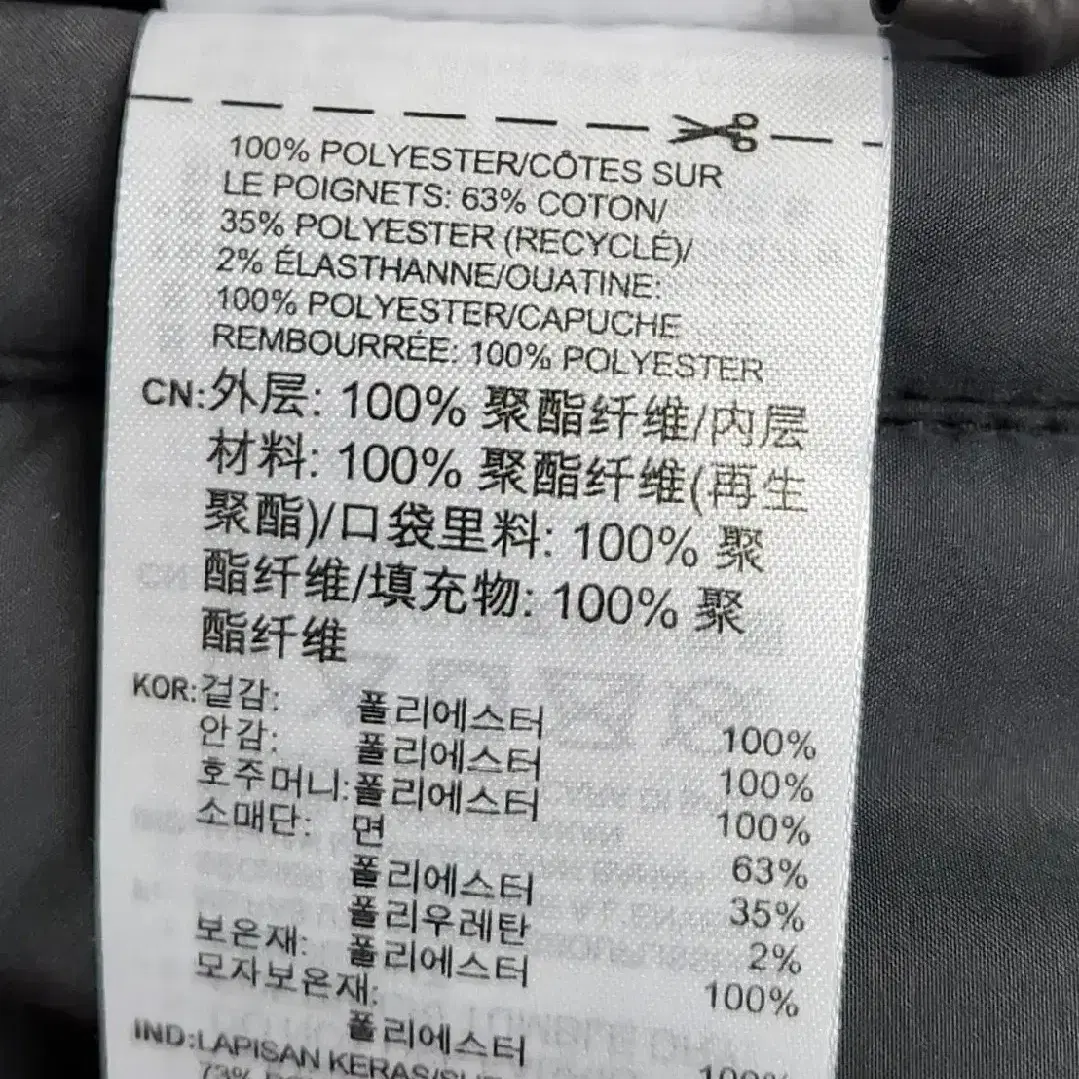 100% POLYESTER/CÔTES SUR
LE POIGNETS: 63% COTON/
35% POLYESTER (RECYCLÉ)/
2% ÉLASTHANNE/OUATINE:
100% POLYESTER/CAPUCHE
REMBOURRÉE: 100% POLYESTER
CN:外层: 100% 聚酯纤维/内层
材料: 100% 聚酯纤维(再生
聚酯)/口袋里料: 100% 聚
酯纤维/填充物: 100% 聚
酯纤维
KOR:겉감: 폴리에스터 100%
안감: 폴리에스터 100%
호주머니: 폴리에스터 100%
소매단: 면 63%
폴리에스터 35%
폴리우레탄 2%
보온재: 폴리에스터 100%
모자보온재:
폴리에스터 100%
IND:LAPISAN KERAS/